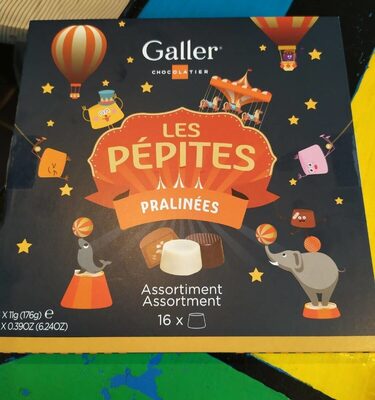 Galler®
CHOCOLATIER
LES
PÉPITES
PRALINÉES
Assortiment
Assortment
16 x
X 11g (176g) e
X 0.39OZ (6.24OZ)